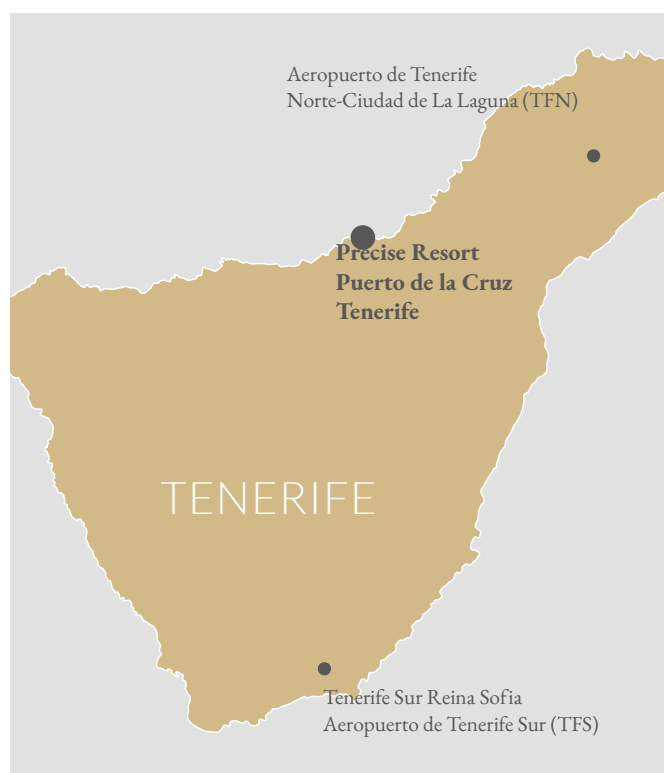 Aeropuerto de Tenerife
Norte-Ciudad de La Laguna (TFN)
Precise Resort
Puerto de la Cruz
Tenerife
TENERIFE
Tenerife Sur Reina Sofia
Aeropuerto de Tenerife Sur (TFS)